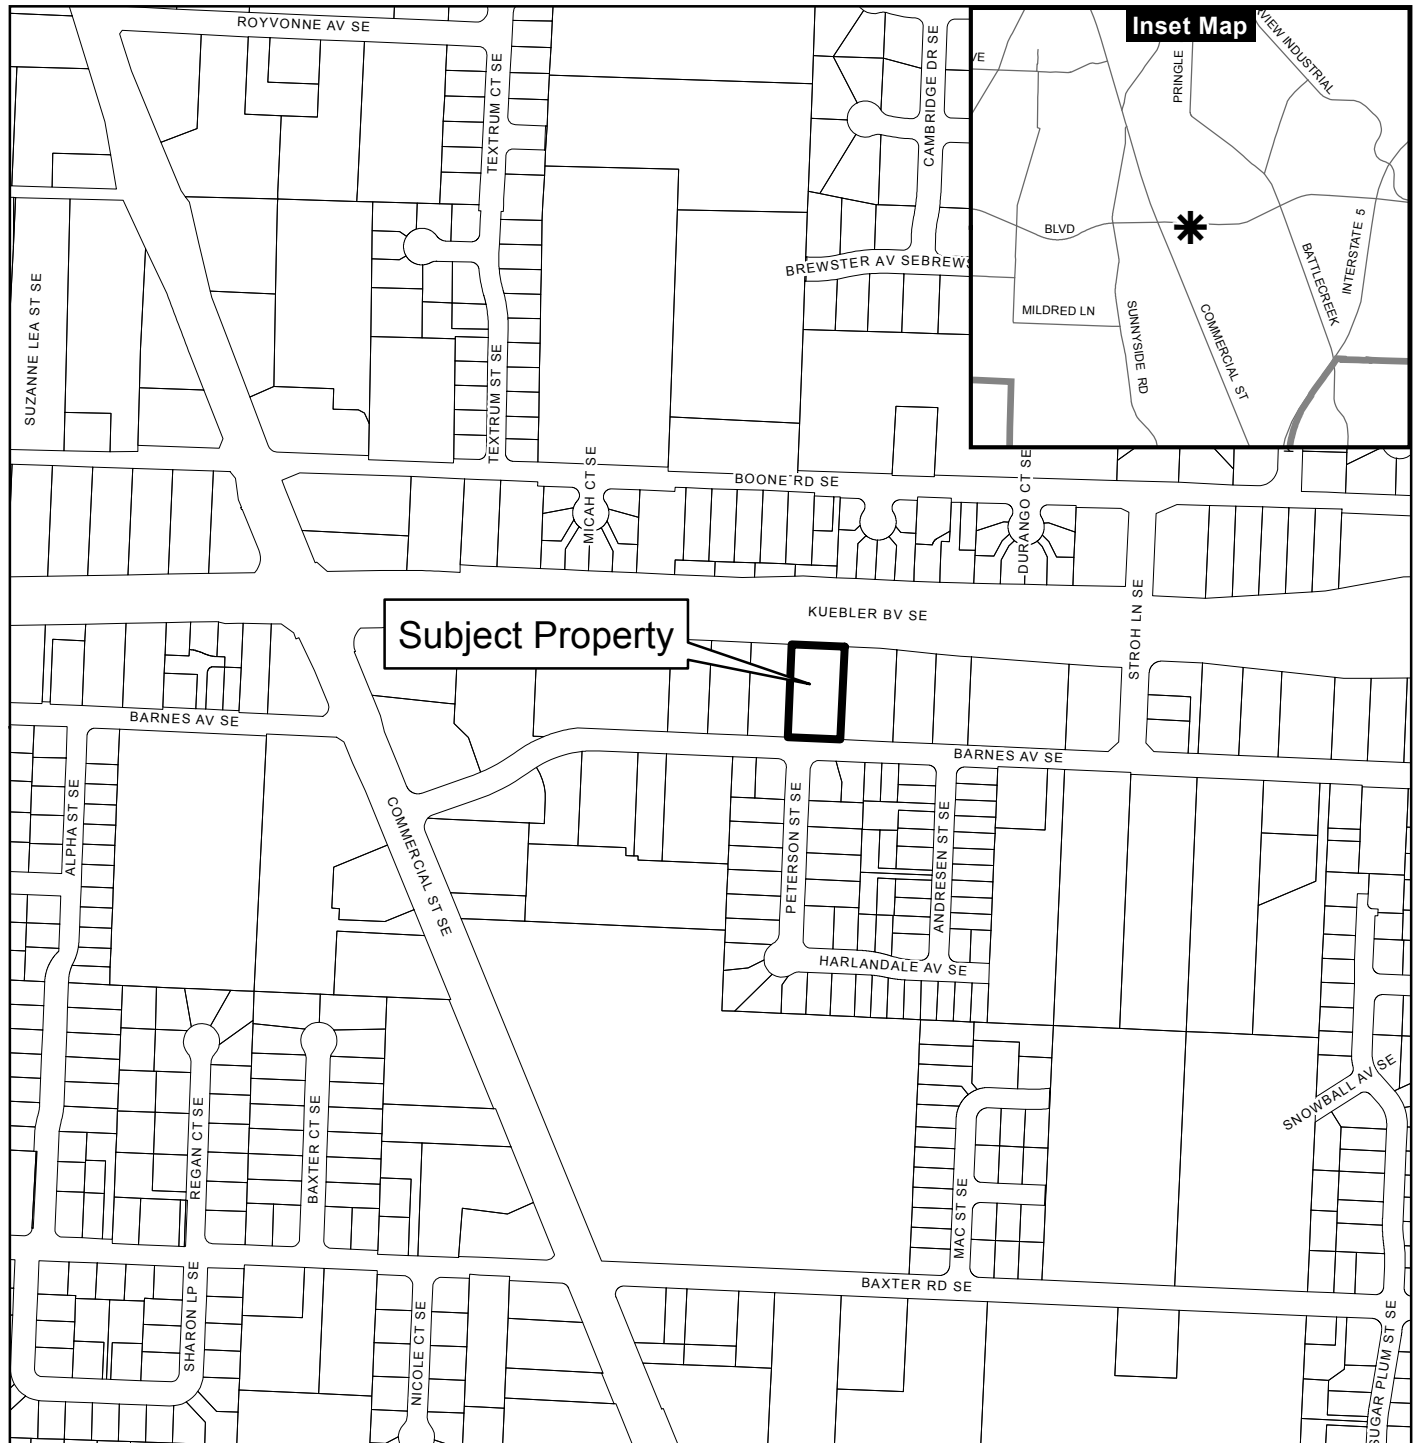 ROYVONNE AV SE
TEXTRUM CT SE
CAMBRIDGE DR SE
Inset Map
PRINGLE
RVIEW INDUSTRIAL
VE
BLVD
MILDRED LN
SUNNYSIDE RD
COMMERCIAL ST
BATTLECREEK
INTERSTATE 5
BREWSTER AV SE
BREWS
SUZANNE LEA ST SE
TEXTRUM ST SE
MICAH CT SE
BOONE RD SE
DURANGO CT SE
KUEBLER BV SE
STROH LN SE
Subject Property
BARNES AV SE
BARNES AV SE
ALPHA ST SE
COMMERCIAL ST SE
PETERSON ST SE
ANDRESEN ST SE
HARLANDALE AV SE
SNOWBALL AV SE
REGAN CT SE
BAXTER CT SE
MAC ST SE
BAXTER RD SE
SHARON LP SE
NICOLE CT SE
SUGAR PLUM ST SE